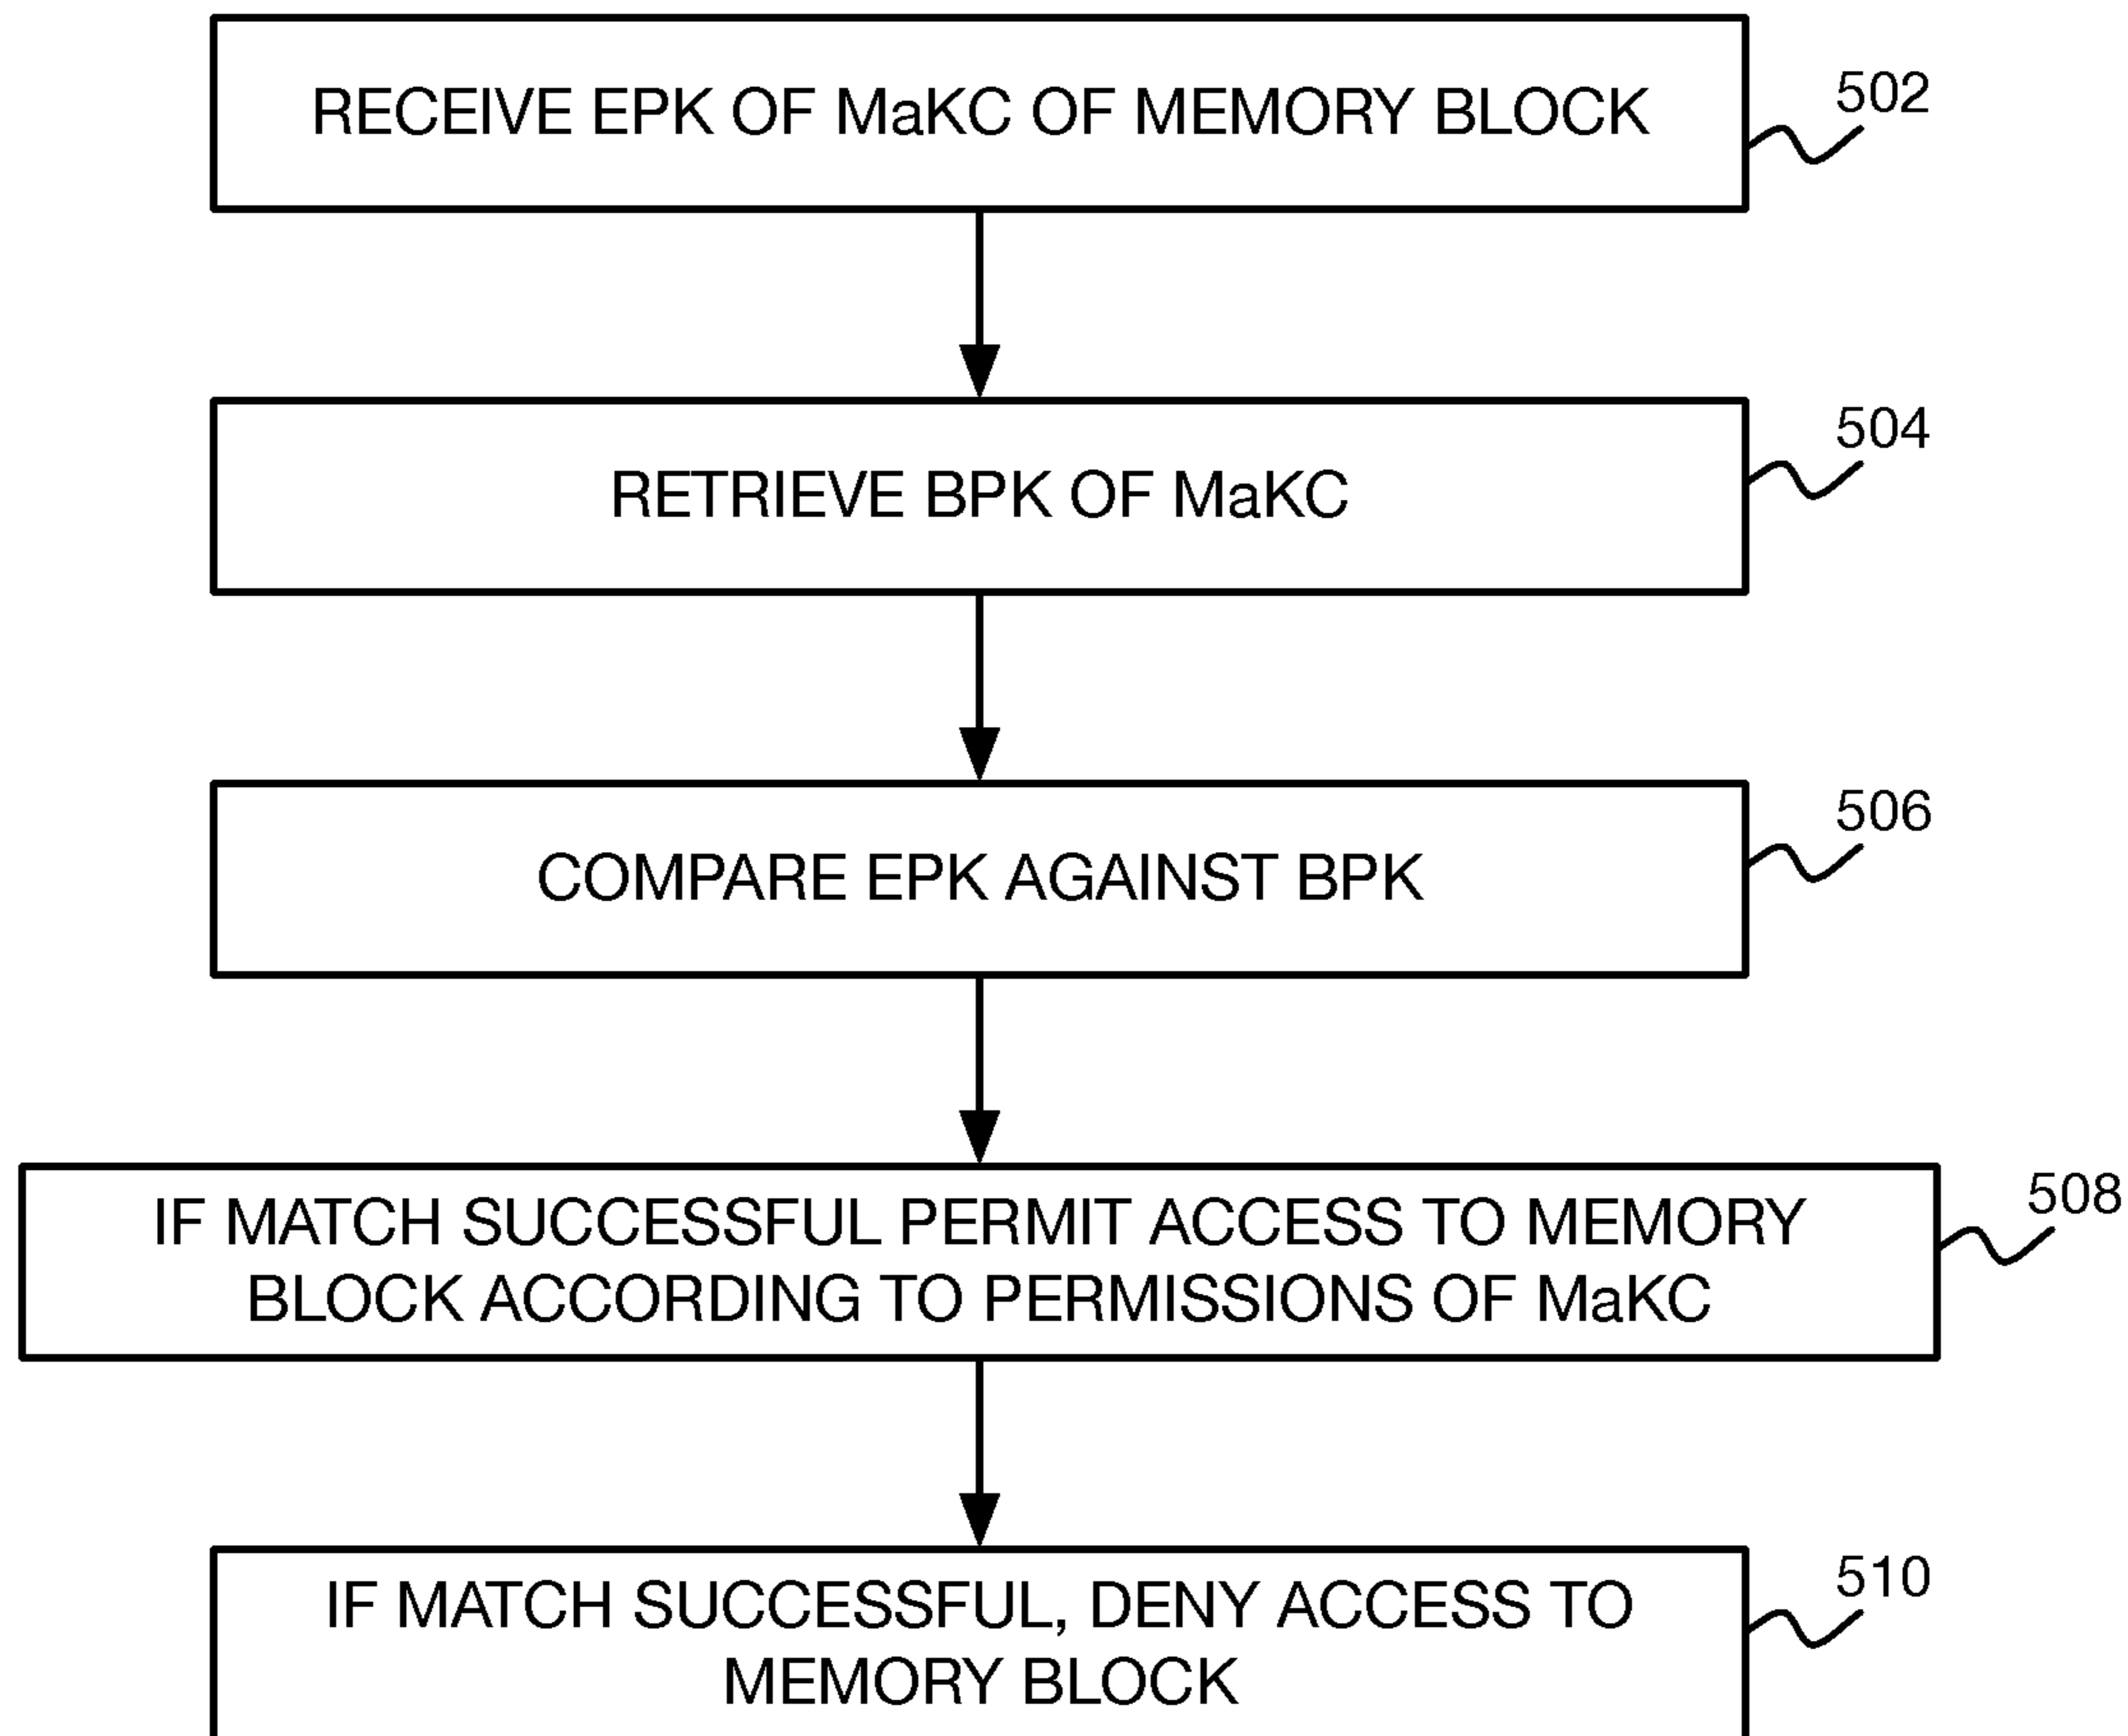 RECEIVE EPK OF MaKC OF MEMORY BLOCK
502
RETRIEVE BPK OF MaKC
504
COMPARE EPK AGAINST BPK
506
IF MATCH SUCCESSFUL PERMIT ACCESS TO MEMORY
BLOCK ACCORDING TO PERMISSIONS OF MaKC
508
IF MATCH SUCCESSFUL, DENY ACCESS TO
MEMORY BLOCK
510